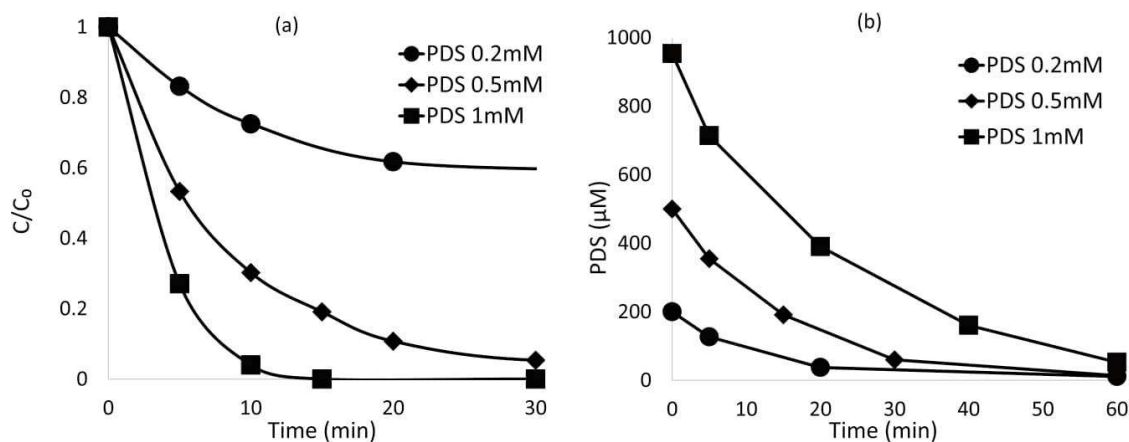 (a)
PDS 0.2mM
PDS 0.5mM
PDS 1mM
1
0.8
0.6
0.4
0.2
0
C/C₀
0 10 20 30
Time (min)
(b)
PDS 0.2mM
PDS 0.5mM
PDS 1mM
1000
800
600
400
200
0
PDS (μM)
0 10 20 30 40 50 60
Time (min)